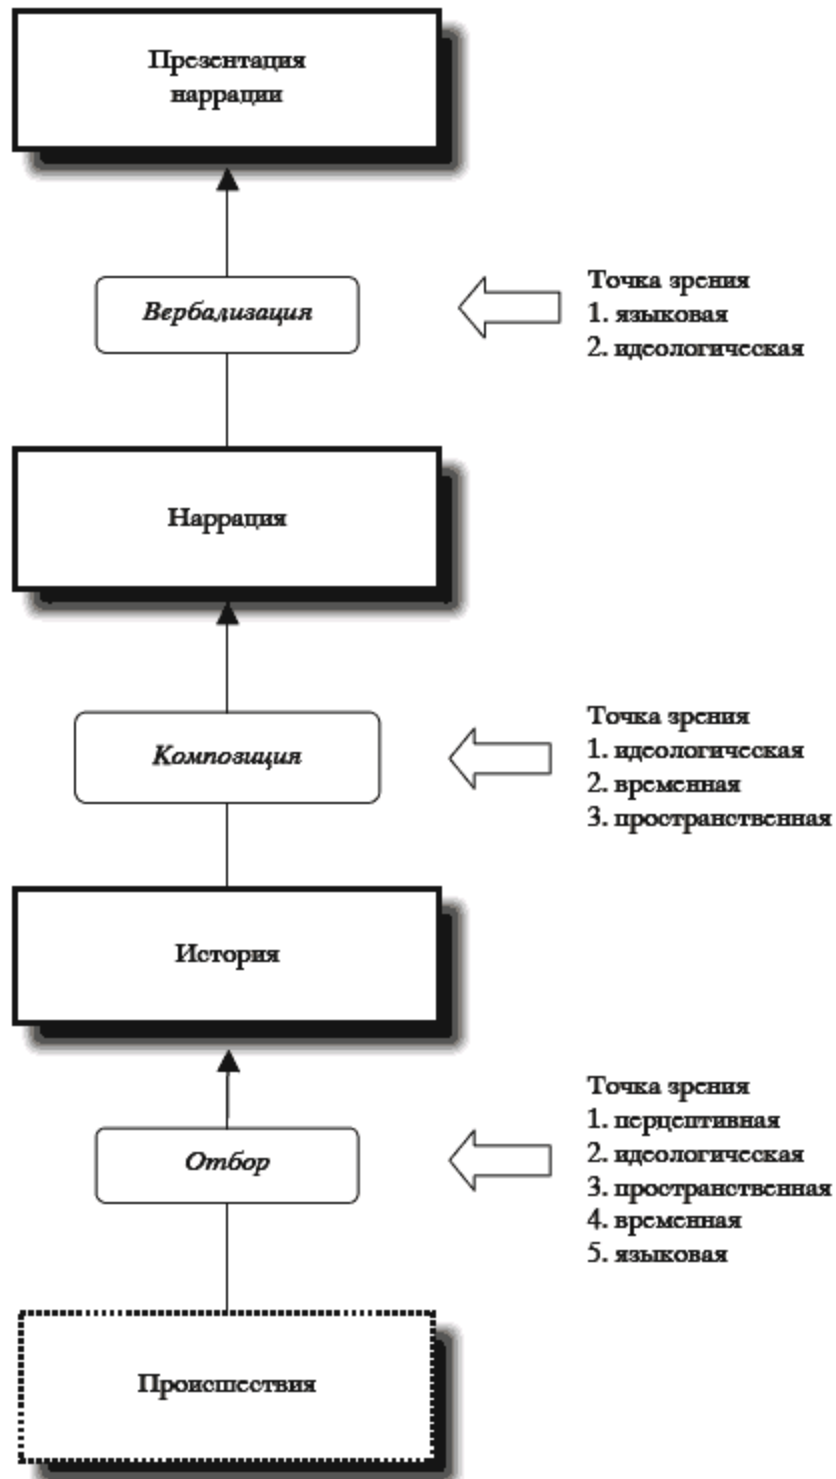 Презентация
наррации
Вербализация
Точка зрения
1. языковая
2. идеологическая
Наррация
Композиция
Точка зрения
1. идеологическая
2. временная
3. пространственная
История
Отбор
Точка зрения
1. перцептивная
2. идеологическая
3. пространственная
4. временная
5. языковая
Происшествия